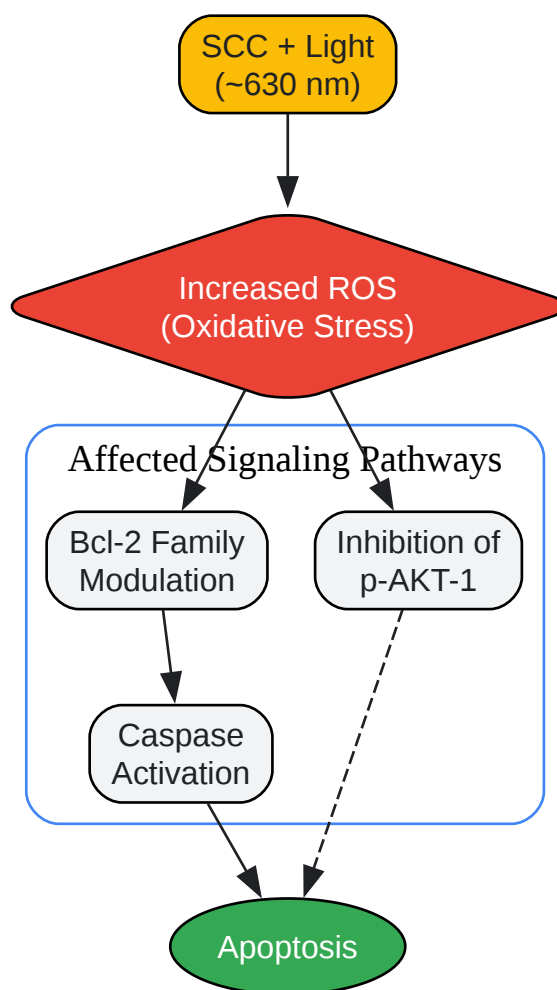 SCC + Light
(~630 nm)
Increased ROS
(Oxidative Stress)
Affected Signaling Pathways
Bcl-2 Family
Modulation
Inhibition of
p-AKT-1
Caspase
Activation
Apoptosis